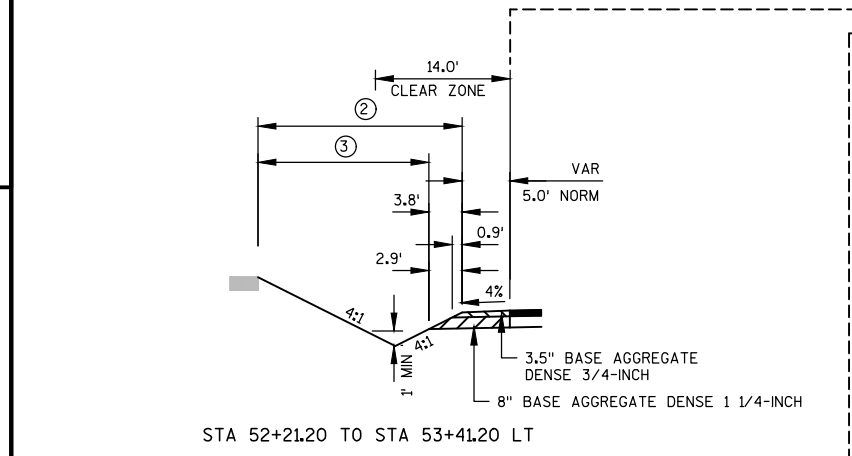 14.0'
CLEAR ZONE
2
3
VAR
5.0' NORM
3.8'
0.9'
2.9'
4%
4:1
4:1
1' MIN
3.5" BASE AGGREGATE
DENSE 3/4-INCH
8" BASE AGGREGATE DENSE 1 1/4-INCH
STA 52+21.20 TO STA 53+41.20 LT